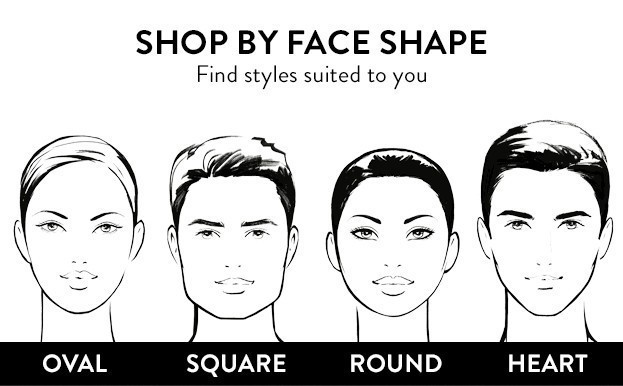 SHOP BY FACE SHAPE
Find styles suited to you
OVAL SQUARE ROUND HEART